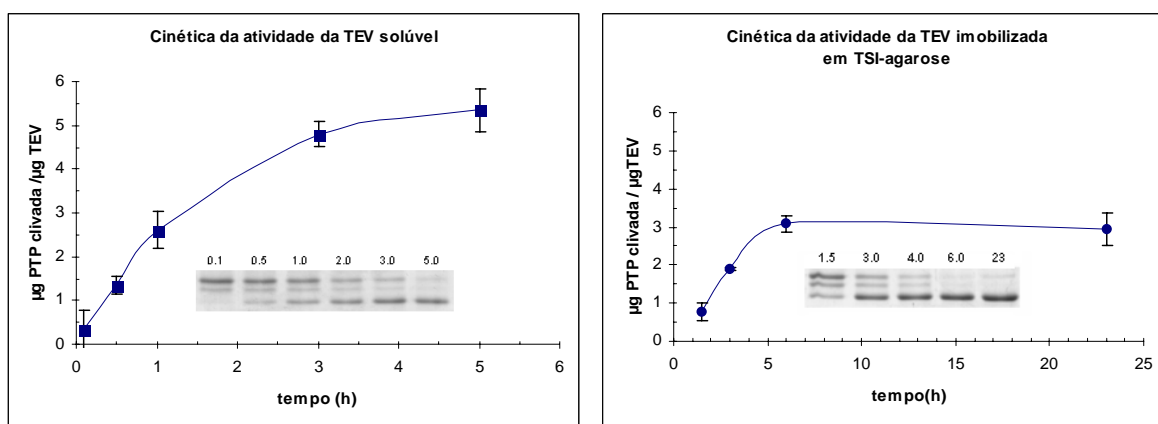 Cinética da atividade da TEV solúvel
µg PTP clivada /µg TEV
6
5
4
3
2
1
0
0.1 0.5 1.0 2.0 3.0 5.0
0 1 2 3 4 5 6
tempo (h)
Cinética da atividade da TEV imobilizada
em TSI-agarose
µg PTP clivada / µgTEV
6
5
4
3
2
1
0
1.5 3.0 4.0 6.0 23
0 5 10 15 20 25
tempo(h)